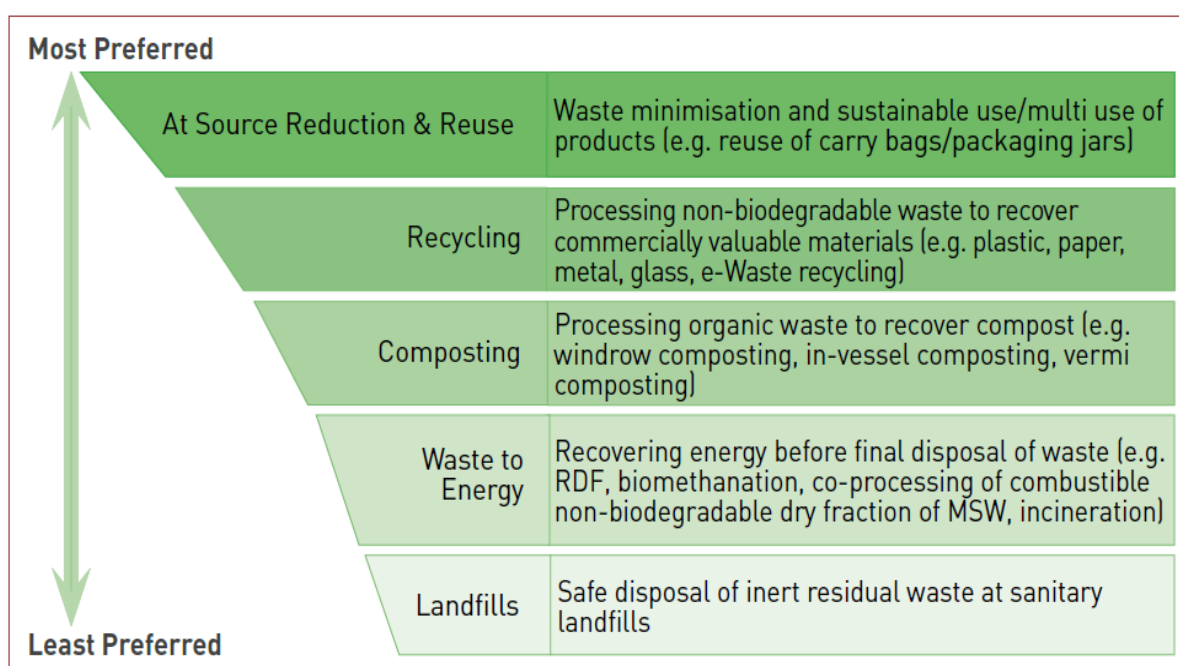 Most Preferred
At Source Reduction & Reuse
Waste minimisation and sustainable use/multi use of
products (e.g. reuse of carry bags/packaging jars)
Recycling
Processing non-biodegradable waste to recover
commercially valuable materials (e.g. plastic, paper,
metal, glass, e-Waste recycling)
Composting
Processing organic waste to recover compost (e.g.
windrow composting, in-vessel composting, vermi
composting)
Waste to
Energy
Recovering energy before final disposal of waste (e.g.
RDF, biomethanation, co-processing of combustible
non-biodegradable dry fraction of MSW, incineration)
Landfills
Safe disposal of inert residual waste at sanitary
landfills
Least Preferred